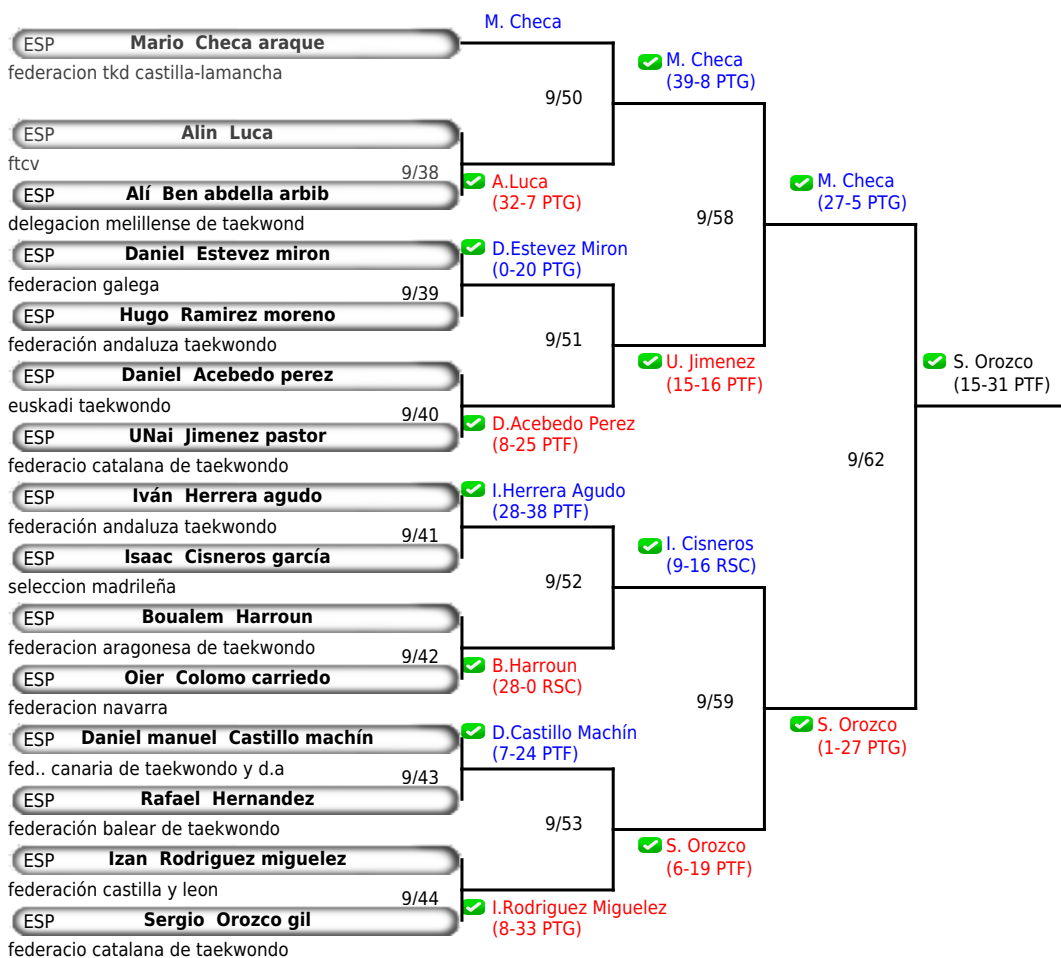 M. Checa
ESP Mario Checa araque
federacion tkd castilla-lamancha
M. Checa
(39-8 PTG)
9/50
ESP Alin Luca
ftcv
9/38
ESP Alí Ben abdella arbib
A.Luca
(32-7 PTG)
delegacion melillense de taekwond
M. Checa
(27-5 PTG)
9/58
ESP Daniel Estevez miron
D.Estevez Miron
(0-20 PTG)
federacion galega
9/39
ESP Hugo Ramirez moreno
federación andaluza taekwondo
9/51
U. Jimenez
(15-16 PTF)
S. Orozco
(15-31 PTF)
ESP Daniel Acebedo perez
euskadi taekwondo
9/40
ESP UNai Jimenez pastor
D.Acebedo Perez
(8-25 PTF)
federacio catalana de taekwondo
9/62
ESP Iván Herrera agudo
I.Herrera Agudo
(28-38 PTF)
federación andaluza taekwondo
9/41
ESP Isaac Cisneros garcía
I. Cisneros
(9-16 RSC)
seleccion madrileña
9/52
ESP Boualem Harroun
federacion aragonesa de taekwondo
9/42
ESP Oier Colomo carriedo
B.Harroun
(28-0 RSC)
federacion navarra
9/59
ESP Daniel manuel Castillo machín
D.Castillo Machín
(7-24 PTF)
S. Orozco
(1-27 PTG)
fed.. canaria de taekwondo y d.a
9/43
ESP Rafael Hernandez
federación balear de taekwondo
9/53
ESP Izan Rodriguez miguelez
S. Orozco
(6-19 PTF)
federación castilla y leon
9/44
ESP Sergio Orozco gil
I.Rodriguez Miguelez
(8-33 PTG)
federacio catalana de taekwondo